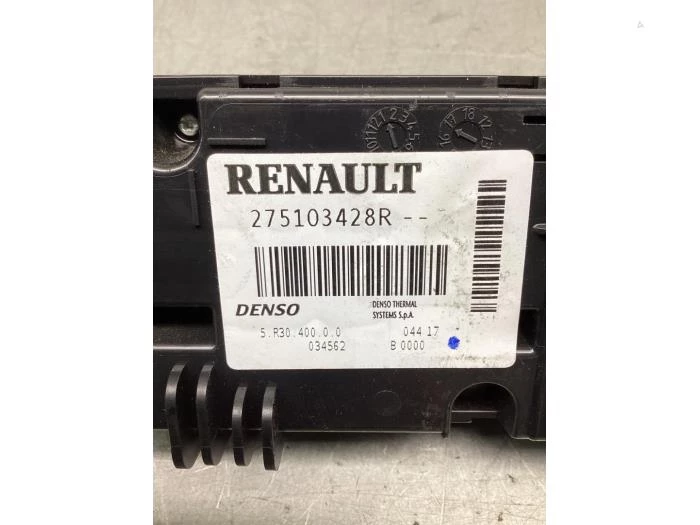 RENAULT
275103428R --
DENSO
DENSO THERMAL
SYSTEMS S.p.A.
5.R30.400.0.0
044 17
034562
B 0000